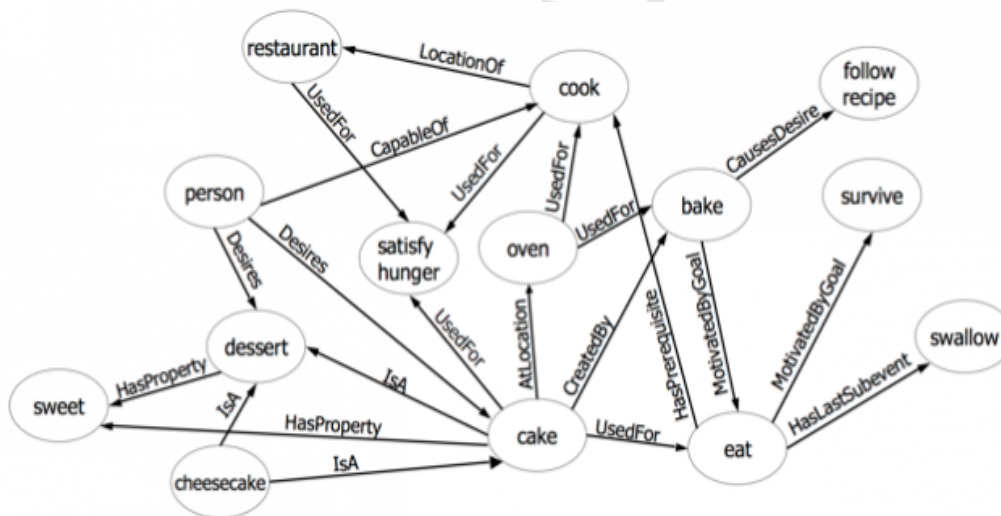 restaurant
LocationOf
cook
follow
recipe
UsedFor
CapableOf
UsedFor
UsedFor
CausesDesire
person
UsedFor
bake
survive
Desires
Desires
satisfy
hunger
oven
MotivatedByGoal
MotivatedByGoal
HasPrerequisite
dessert
UsedFor
AtLocation
CreatedBy
swallow
HasProperty
IsA
sweet
IsA
HasProperty
cake
UsedFor
eat
HasLastSubevent
cheesecake
IsA